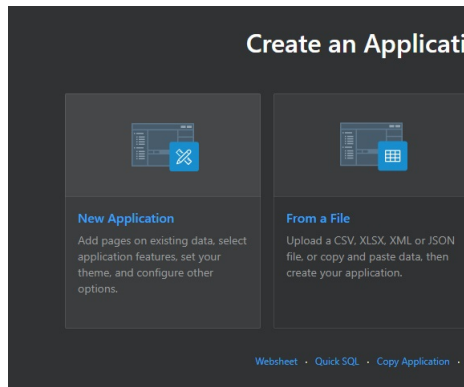 Create an Applicati
New Application
Add pages on existing data, select
application features, set your
theme, and configure other
options.
From a File
Upload a CSV, XLSX, XML or JSON
file, or copy and paste data, then
create your application.
Websheet • Quick SQL • Copy Application •